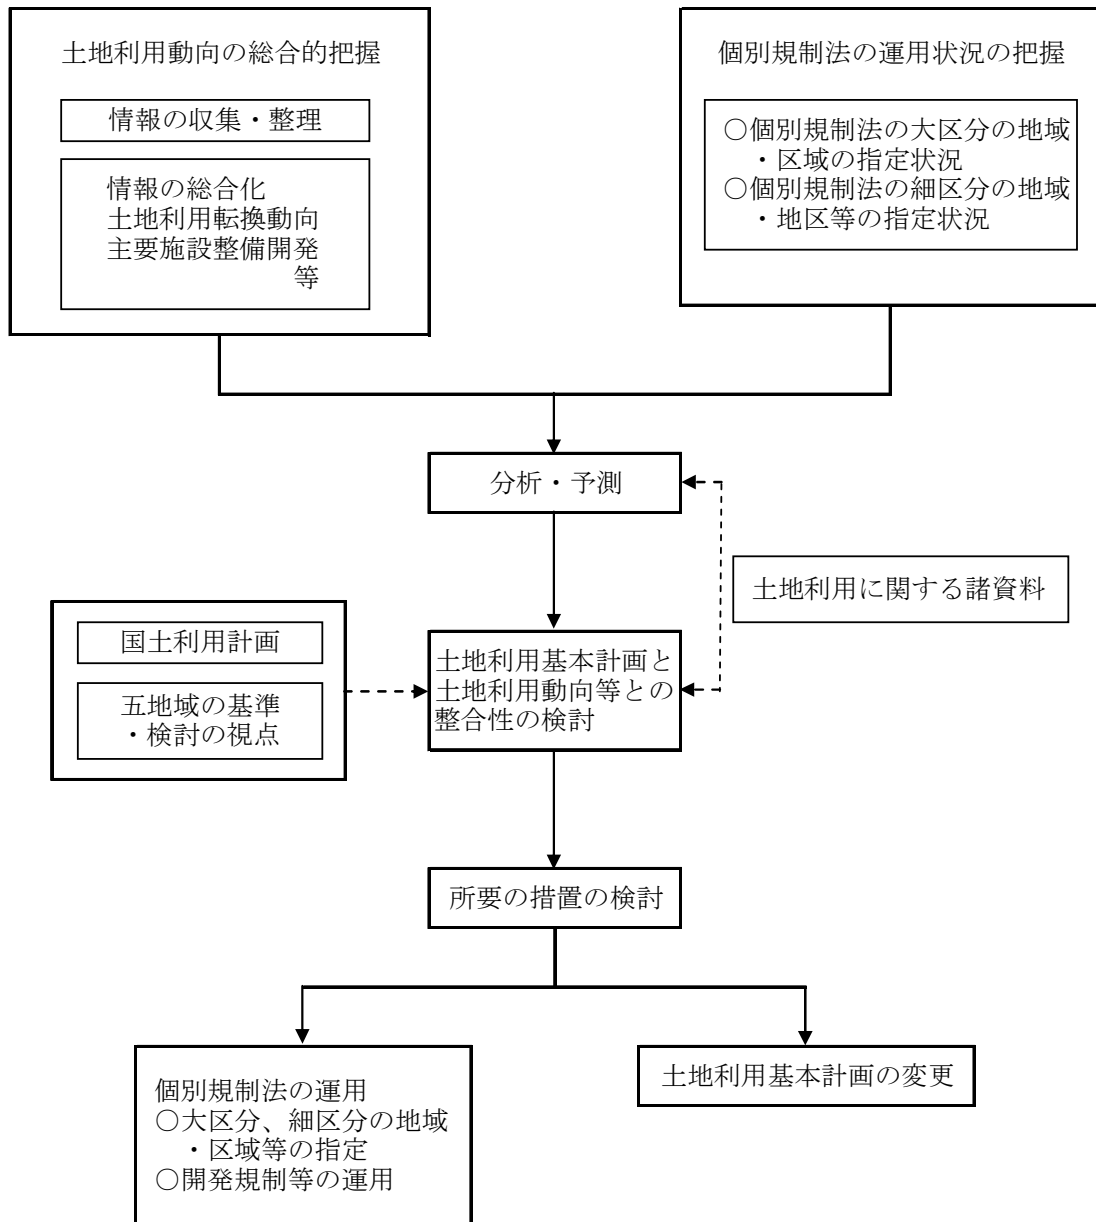 土地利用動向の総合的把握
情報の収集・整理
情報の総合化
土地利用転換動向
主要施設整備開発
等
個別規制法の運用状況の把握
〇個別規制法の大区分の地域
・区域の指定状況
〇個別規制法の細区分の地域
・地区等の指定状況
分析・予測
土地利用に関する諸資料
国土利用計画
五地域の基準
・検討の視点
土地利用基本計画と
土地利用動向等との
整合性の検討
所要の措置の検討
個別規制法の運用
〇大区分、細区分の地域
・区域等の指定
〇開発規制等の運用
土地利用基本計画の変更